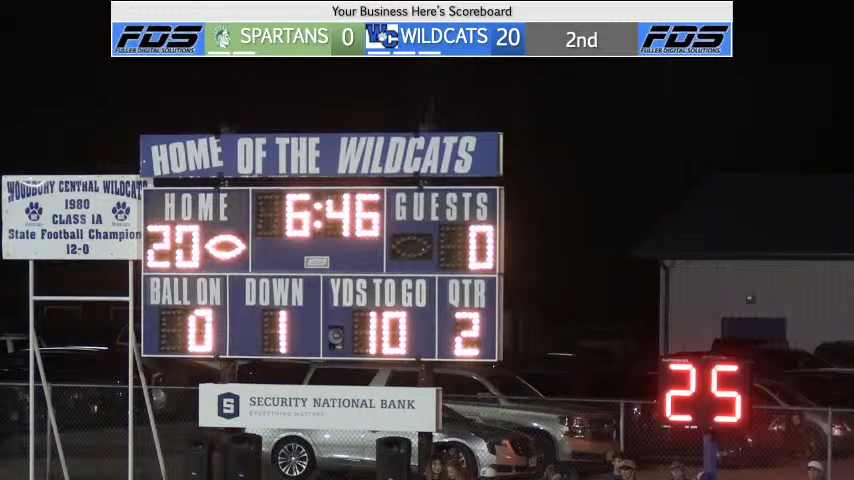 Your Business Here's Scoreboard
FDS
FULLER DIGITAL SOLUTIONS
SPARTANS 0
WC
WILDCATS 20
2nd
FDS
FULLER DIGITAL SOLUTIONS
HOME OF THE WILDCATS
WOODBURY CENTRAL WILDCATS
1980
CLASS 1A
State Football Champion
12-0
HOME
6:46
GUESTS
20
0
BALL ON
DOWN
YDS TO GO
QTR
0
1
10
2
S
SECURITY NATIONAL BANK
EVERYTHING MATTERS
25